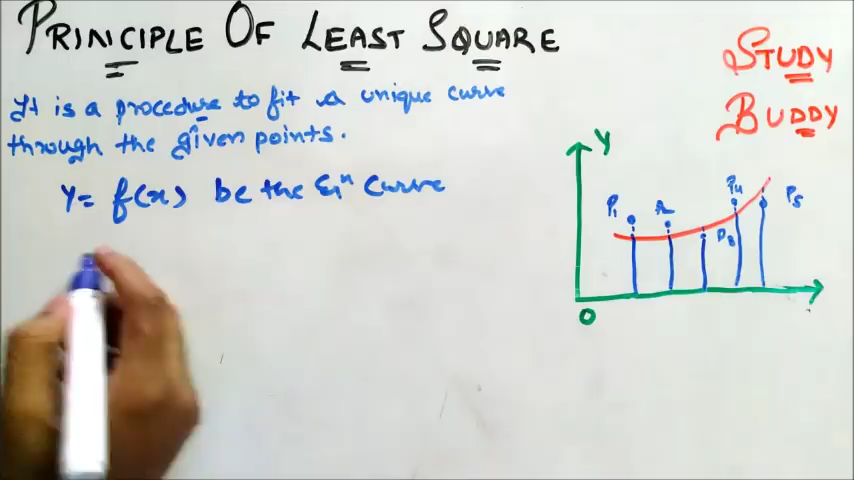 PRINCIPLE OF LEAST SQUARE
STUDY
BUDDY
It is a procedure to fit a unique curve
through the given points.
Y= f(x) be the Eqⁿ curve
Y
P₁
P₂
P₃
P₄
P₅
O